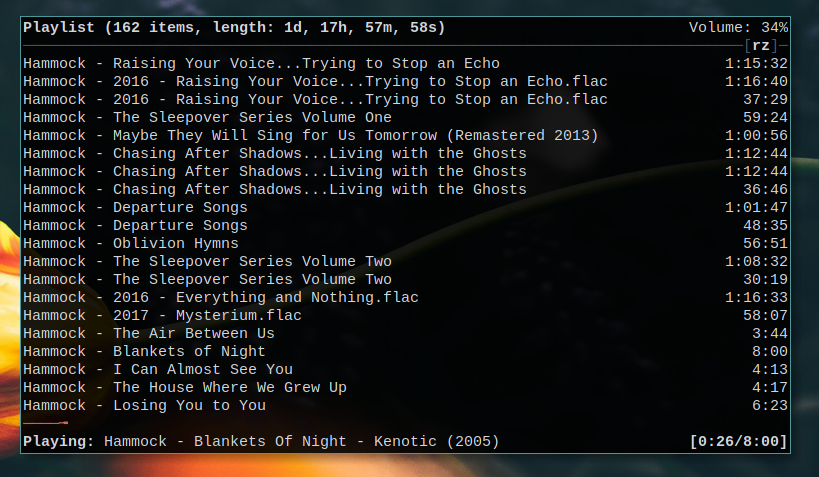 Playlist (162 items, length: 1d, 17h, 57m, 58s) Volume: 34%
[rz]
Hammock - Raising Your Voice...Trying to Stop an Echo 1:15:32
Hammock - 2016 - Raising Your Voice...Trying to Stop an Echo.flac 1:16:40
Hammock - 2016 - Raising Your Voice...Trying to Stop an Echo.flac 37:29
Hammock - The Sleepover Series Volume One 59:24
Hammock - Maybe They Will Sing for Us Tomorrow (Remastered 2013) 1:00:56
Hammock - Chasing After Shadows...Living with the Ghosts 1:12:44
Hammock - Chasing After Shadows...Living with the Ghosts 1:12:44
Hammock - Chasing After Shadows...Living with the Ghosts 36:46
Hammock - Departure Songs 1:01:47
Hammock - Departure Songs 48:35
Hammock - Oblivion Hymns 56:51
Hammock - The Sleepover Series Volume Two 1:08:32
Hammock - The Sleepover Series Volume Two 30:19
Hammock - 2016 - Everything and Nothing.flac 1:16:33
Hammock - 2017 - Mysterium.flac 58:07
Hammock - The Air Between Us 3:44
Hammock - Blankets of Night 8:00
Hammock - I Can Almost See You 4:13
Hammock - The House Where We Grew Up 4:17
Hammock - Losing You to You 6:23
Playing: Hammock - Blankets Of Night - Kenotic (2005) [0:26/8:00]